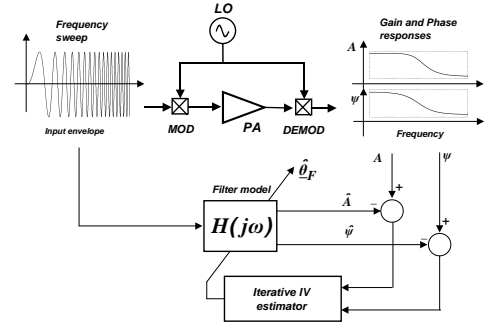 LO
Frequency
sweep
Gain and Phase
responses
A
ψ
Input envelope
MOD
PA
DEMOD
Frequency
A
ψ
θ̂_F
Filter model
H(jω)
Â
ψ̂
+
−
+
−
Iterative IV
estimator